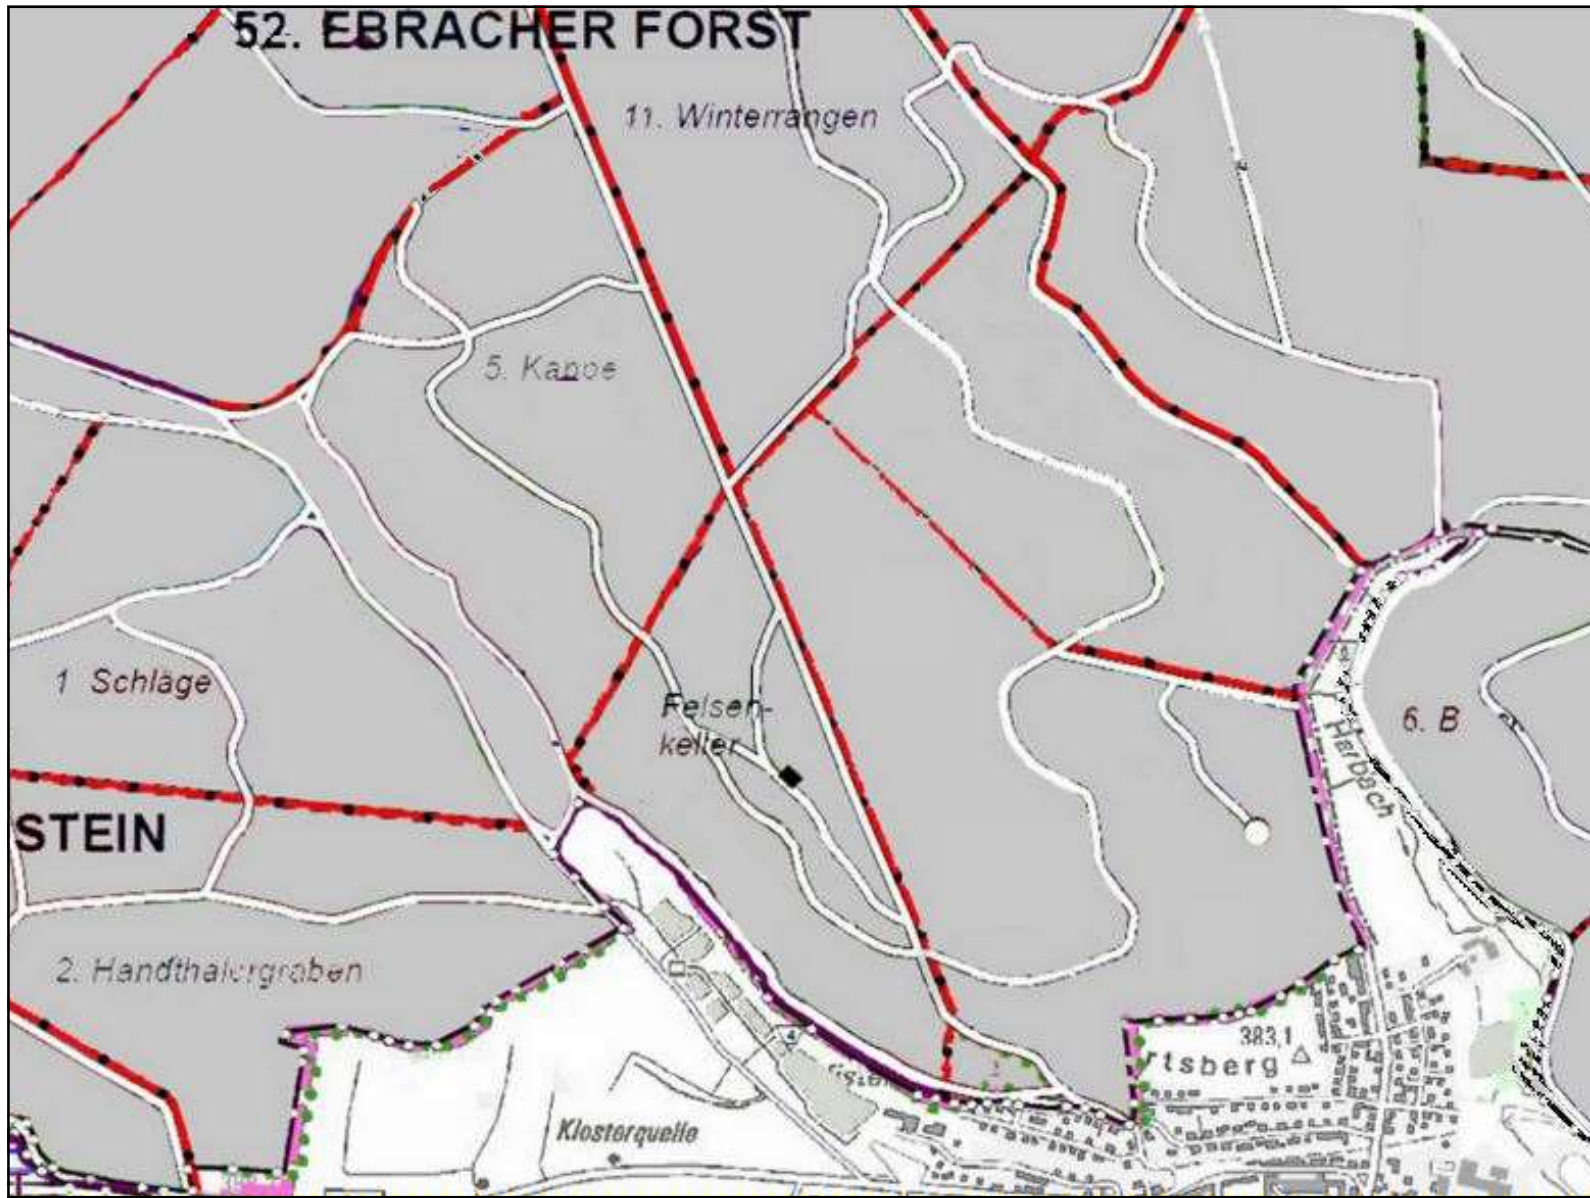 52. EBRACHER FORST
11. Winterrangen
5. Kapoe
1 Schläge
Felsen-
keller
6. B
Harbach
STEIN
2. Handthalergraben
383,1
rtsberg
4
Klosterquelle